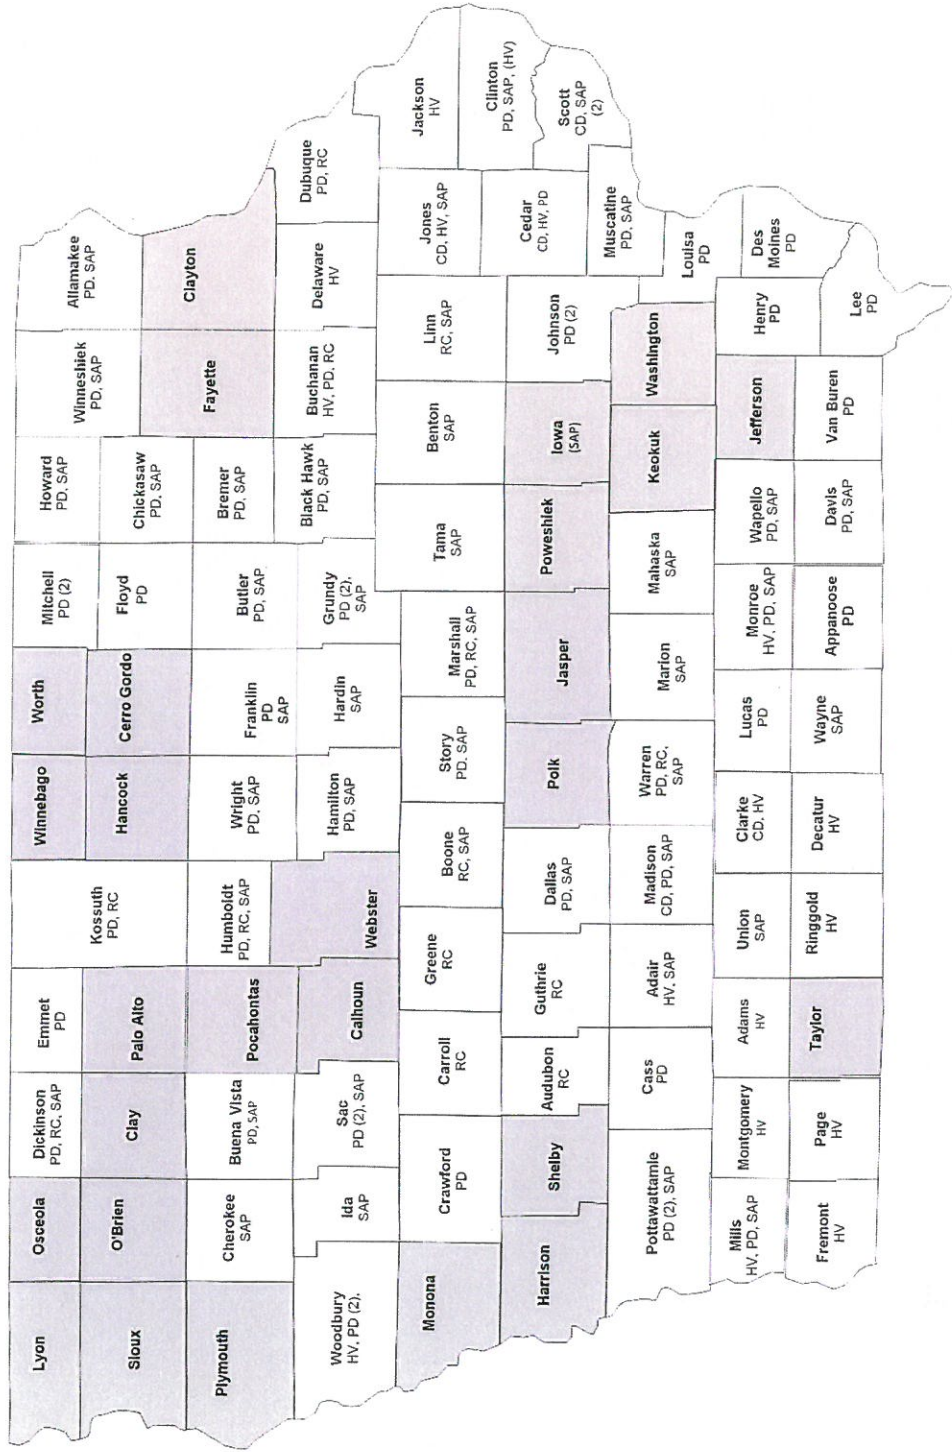 Lyon
Osceola
Dickinson
PD, RC, SAP
Emmet
PD
Kossuth
PD, RC
Winnebago
Worth
Mitchell
PD (2)
Howard
PD, SAP
Winneshiek
PD, SAP
Allamakee
PD. SAP
Sioux
O'Brien
Clay
Palo Alto
Hancock
Cerro Gordo
Floyd
PD
Chickasaw
PD, SAP
Fayette
Clayton
Plymouth
Cherokee
SAP
Buena Vista
PD, SAP
Pocahontas
Humboldt
PD, RC, SAP
Wright
PD, SAP
Franklin
PD
SAP
Butler
PD, SAP
Bremer
PD, SAP
Black Hawk
PD, SAP
Buchanan
HV, PD, RC
Delaware
HV
Dubuque
PD, RC
Woodbury
HV, PD (2),
Ida
SAP
Sac
PD (2), SAP
Calhoun
Webster
Hamilton
PD, SAP
Hardin
SAP
Grundy
PD (2),
SAP
Tama
SAP
Benton
SAP
Linn
RC, SAP
Jones
CD, HV, SAP
Jackson
HV
Monona
Crawford
PD
Carroll
RC
Greene
RC
Boone
RC, SAP
Story
PD. SAP
Marshall
PD, RC, SAP
Clinton
PD, SAP, (HV)
Cedar
CD, HV, PD
Scott
CD, SAP
(2)
Harrison
Shelby
Audubon
RC
Guthrie
RC
Dallas
PD, SAP
Polk
Jasper
Poweshiek
Iowa
(SAP)
Johnson
PD (2)
Muscatine
PD, SAP
Pottawattamie
PD (2), SAP
Cass
PD
Adair
HV, SAP
Madison
CD, PD, SAP
Warren
PD, RC,
SAP
Marion
SAP
Mahaska
SAP
Keokuk
Washington
Louisa
PD
Mills
HV, PD, SAP
Montgomery
HV
Adams
HV
Union
SAP
Clarke
CD, HV
Lucas
PD
Monroe
HV, PD, SAP
Wapello
PD, SAP
Jefferson
Henry
PD
Des
Moines
PD
Fremont
HV
Page
HV
Taylor
Ringgold
HV
Decatur
HV
Wayne
SAP
Appanoose
PD
Davis
PD, SAP
Van Buren
PD
Lee
PD